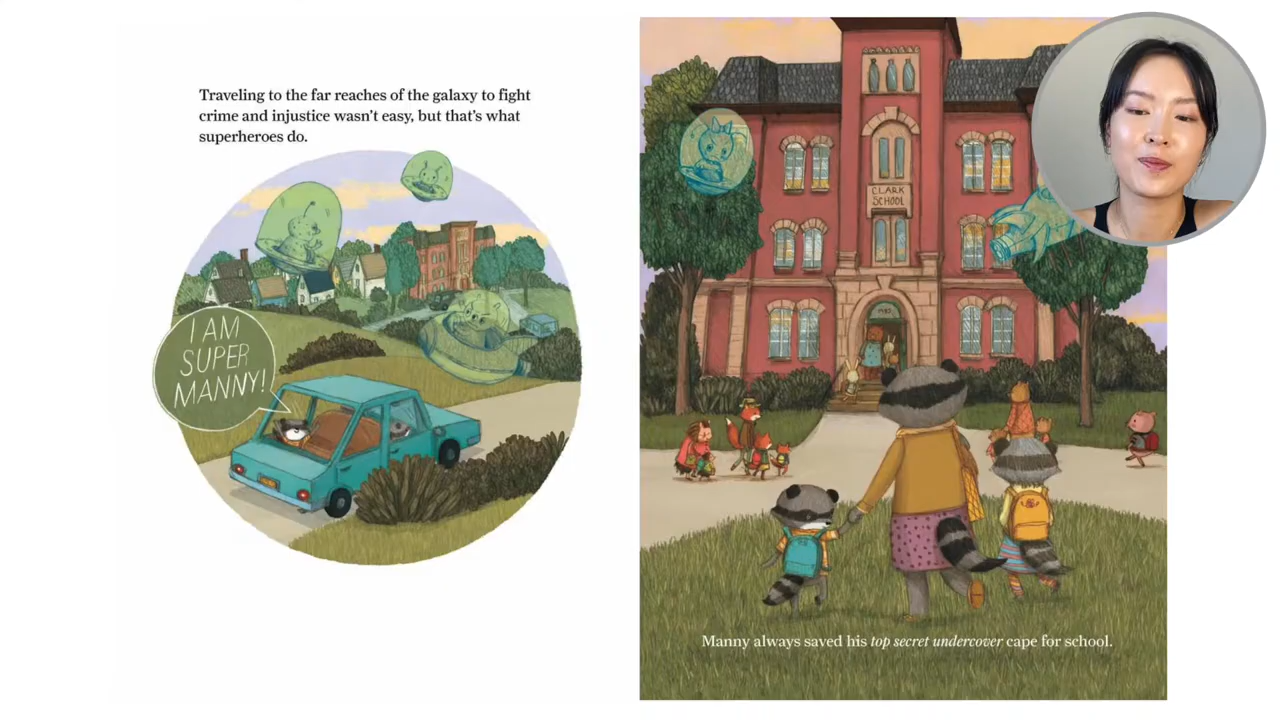 Traveling to the far reaches of the galaxy to fight
crime and injustice wasn't easy, but that's what
superheroes do.
I AM
SUPER
MANNY!
CLARK
SCHOOL
Manny always saved his top secret undercover cape for school.